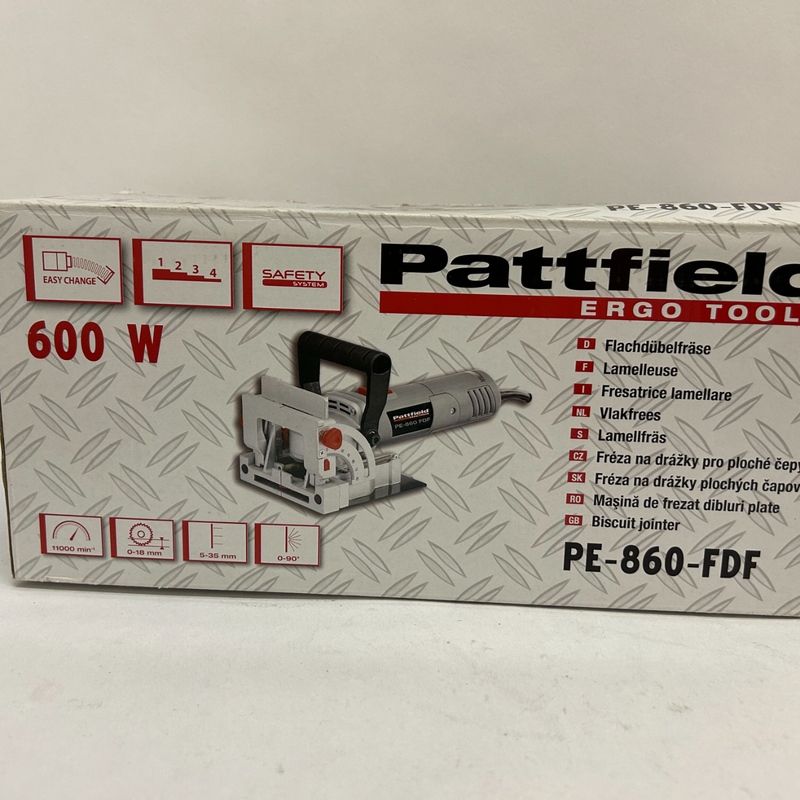 PE-860-FDF
EASY CHANGE
1 2 3 4
SAFETY
SYSTEM
Pattfield
ERGO TOOL
600 W
Pattfield
PE-860 FDF
D Flachdübelfräse
F Lamelleuse
I Fresatrice lamellare
NL Vlakfrees
S Lamellfräs
CZ Fréza na drážky pro ploché čepy
SK Fréza na drážky plochých čapov
RO Maşină de frezat dibluri plate
GB Biscuit jointer
PE-860-FDF
11000 min⁻¹
0-18 mm
5-35 mm
0-90°